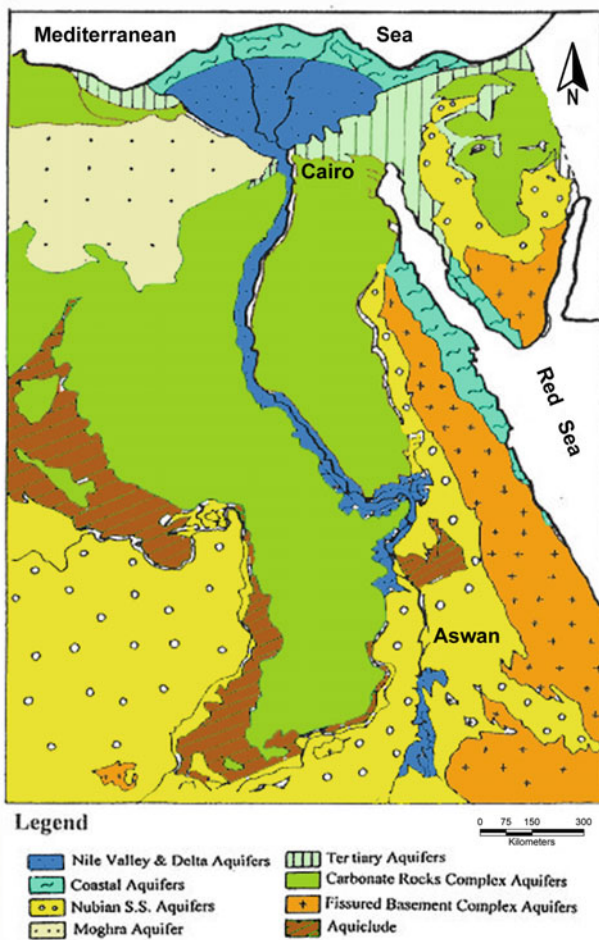 Mediterranean Sea
N
Cairo
Red Sea
Aswan
Legend
0 75 150 300
Kilometers
Nile Valley & Delta Aquifers
Coastal Aquifers
Nubian S.S. Aquifers
Moghra Aquifer
Tertiary Aquifers
Carbonate Rocks Complex Aquifers
Fissured Basement Complex Aquifers
Aquiclude